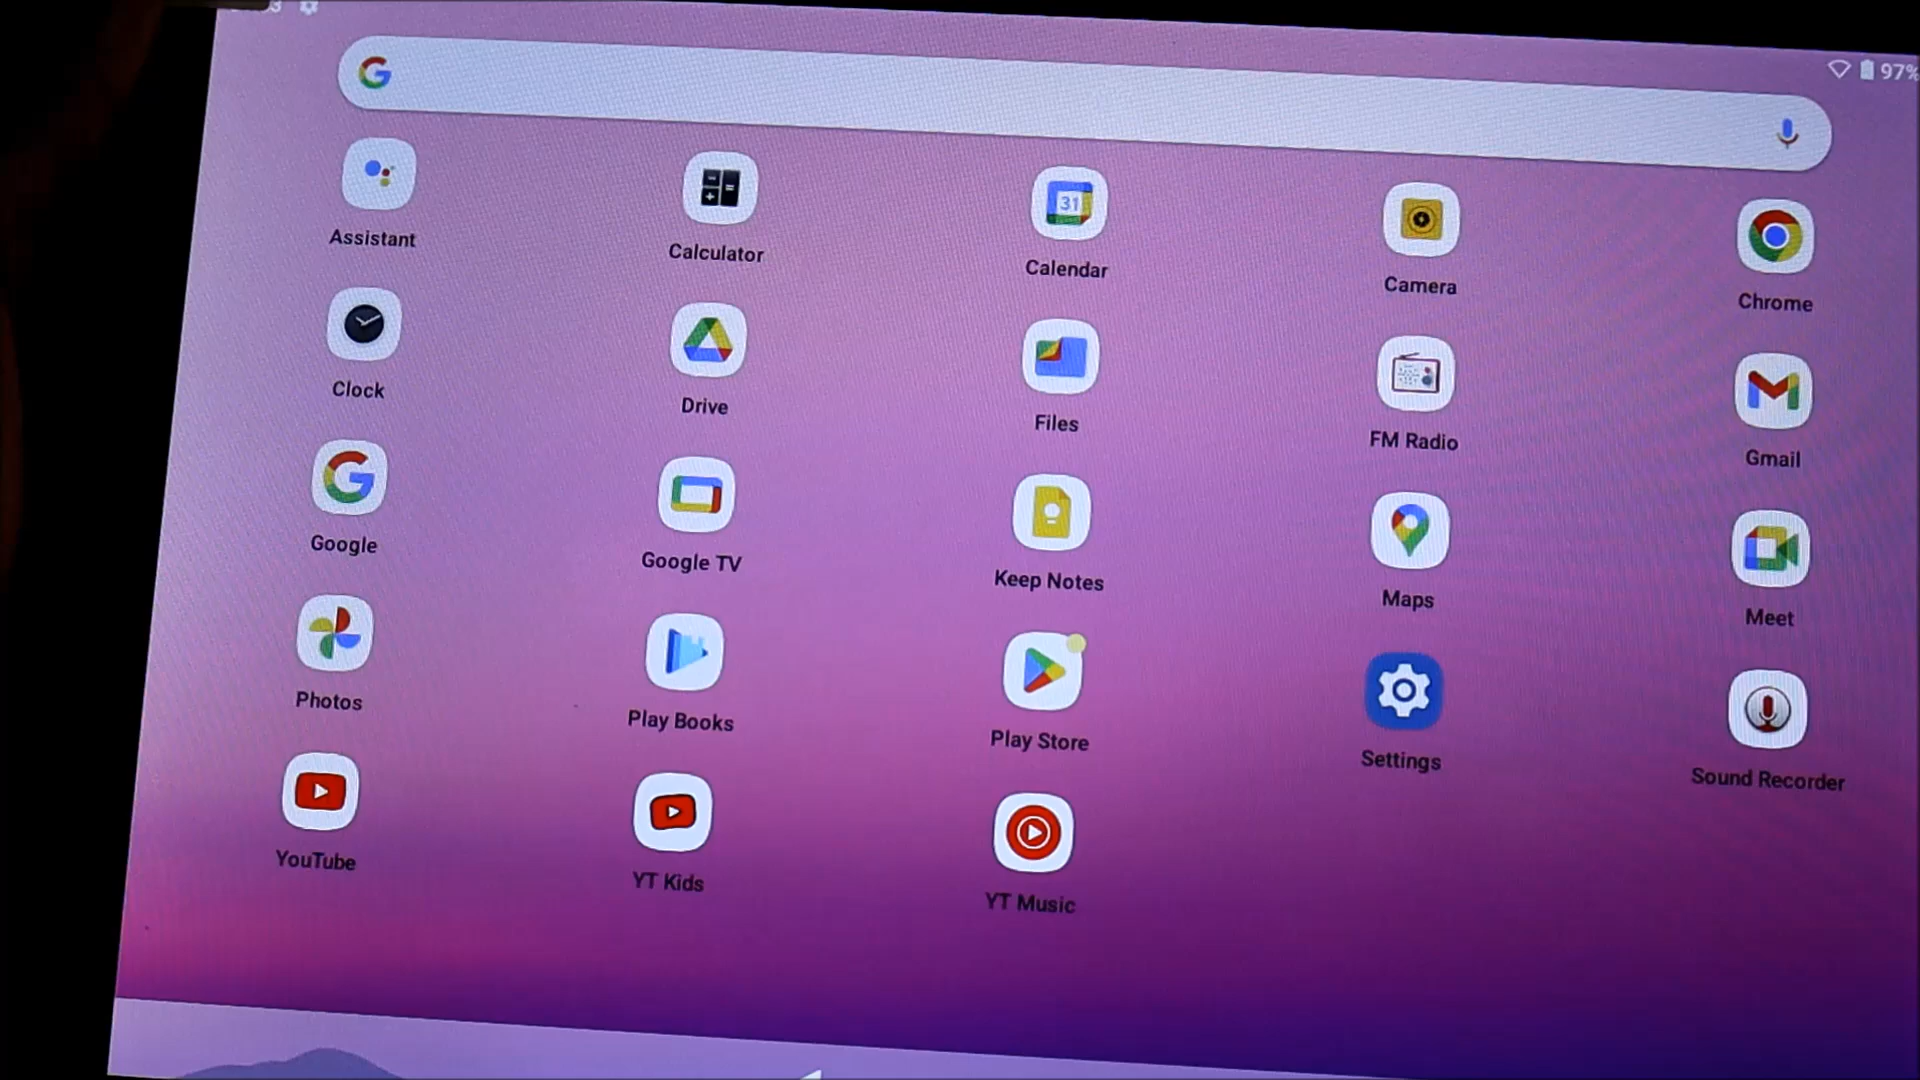 97%
Assistant
Calculator
Calendar
Camera
Chrome
Clock
Drive
Files
FM Radio
Gmail
Google
Google TV
Keep Notes
Maps
Meet
Photos
Play Books
Play Store
Settings
Sound Recorder
YouTube
YT Kids
YT Music
31